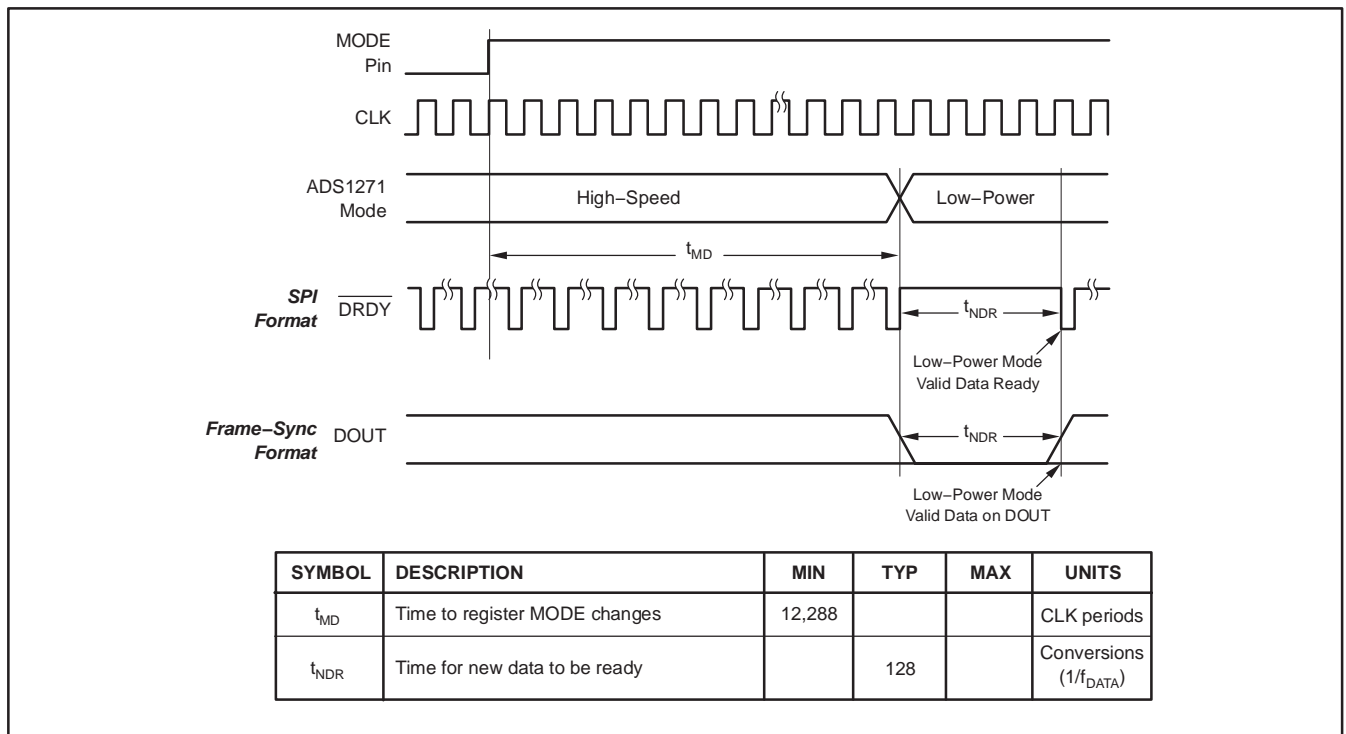 MODE
Pin
CLK
ADS1271
Mode
High−Speed
Low−Power
tMD
SPI
Format
DRDY
tNDR
Low−Power Mode
Valid Data Ready
Frame−Sync
Format
DOUT
tNDR
Low−Power Mode
Valid Data on DOUT
SYMBOL DESCRIPTION MIN TYP MAX UNITS
tMD Time to register MODE changes 12,288 CLK periods
tNDR Time for new data to be ready 128 Conversions
(1/fDATA)